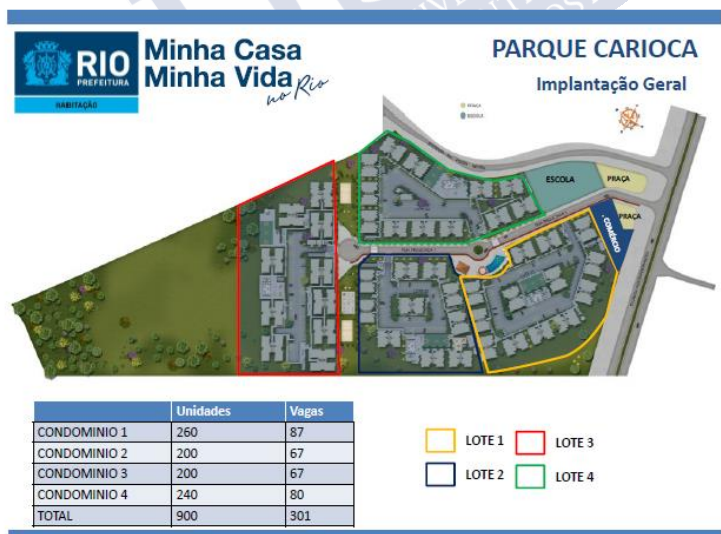 RIO
PREFEITURA
HABITAÇÃO
Minha Casa
Minha Vida
no Rio
PARQUE CARIOCA
Implantação Geral
PRAÇA
ESCOLA
ESCOLA
PRAÇA
PRAÇA
COMÉRCIO
Unidades Vagas
CONDOMINIO 1 260 87
CONDOMINIO 2 200 67
CONDOMINIO 3 200 67
CONDOMINIO 4 240 80
TOTAL 900 301
LOTE 1 LOTE 3
LOTE 2 LOTE 4